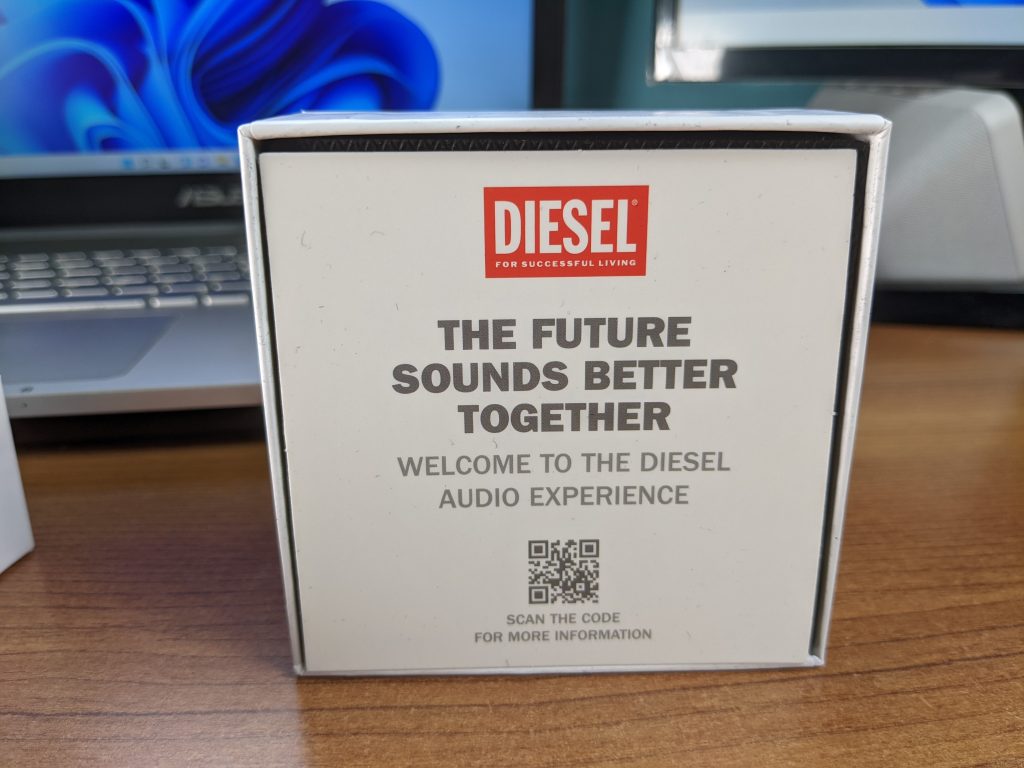 ASUS
DIESEL®
FOR SUCCESSFUL LIVING
THE FUTURE
SOUNDS BETTER
TOGETHER
WELCOME TO THE DIESEL
AUDIO EXPERIENCE
SCAN THE CODE
FOR MORE INFORMATION